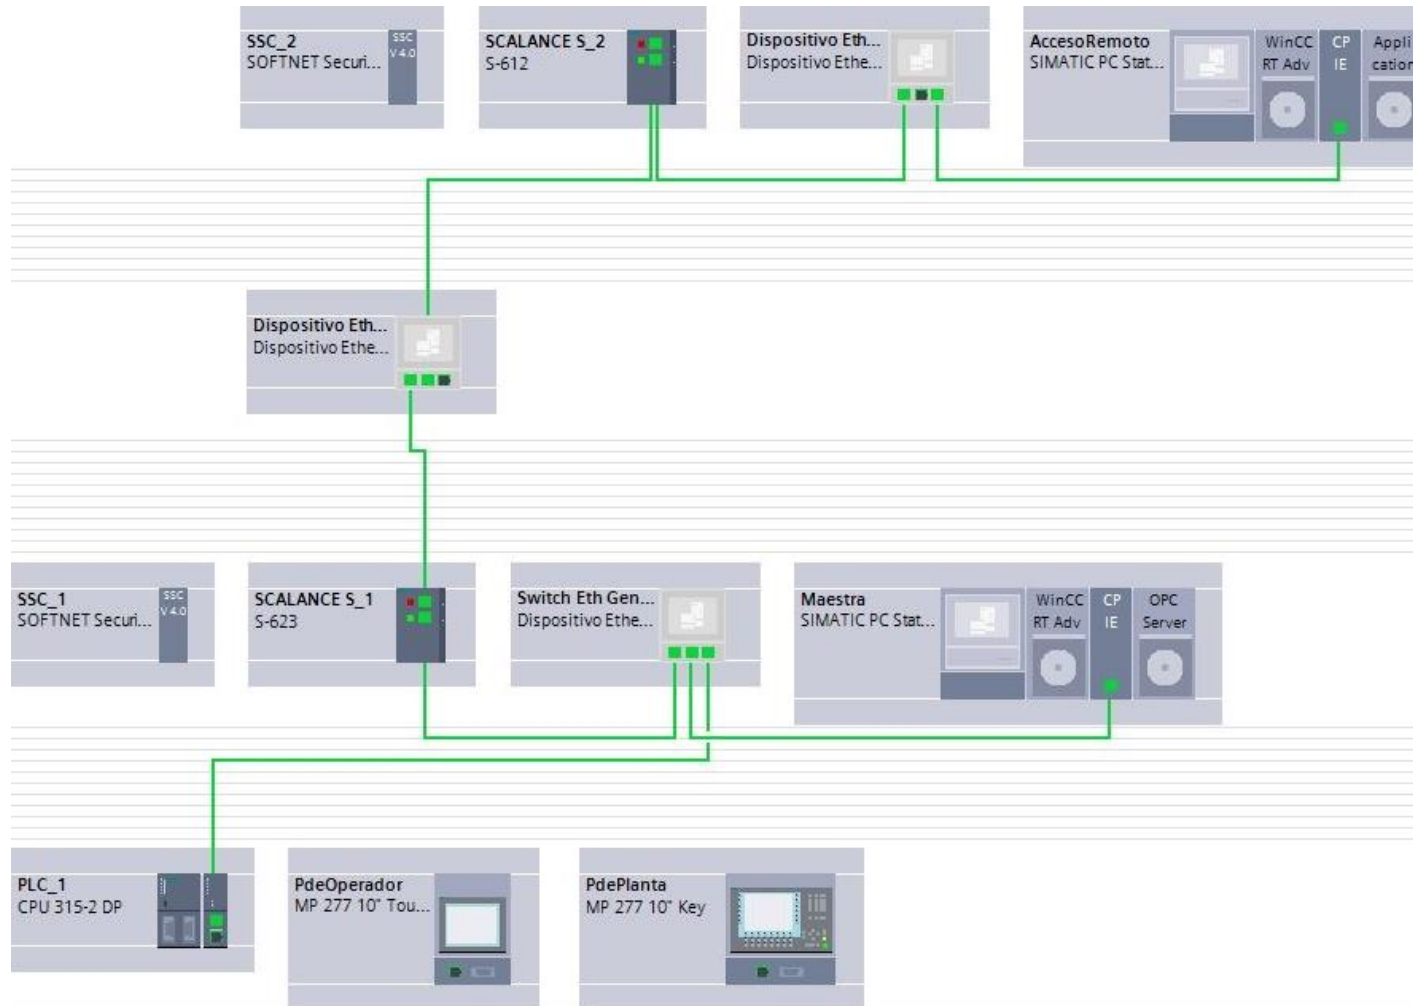 SSC_2
SOFTNET Securi...
SSC
V 4.0
SCALANCE S_2
S-612
Dispositivo Eth...
Dispositivo Ethe...
AccesoRemoto
SIMATIC PC Stat...
WinCC
RT Adv
CP
IE
Appli
cation
Dispositivo Eth...
Dispositivo Ethe...
SSC_1
SOFTNET Securi...
SSC
V 4.0
SCALANCE S_1
S-623
Switch Eth Gen...
Dispositivo Ethe...
Maestra
SIMATIC PC Stat...
WinCC
RT Adv
CP
IE
OPC
Server
PLC_1
CPU 315-2 DP
PdeOperador
MP 277 10" Tou...
PdePlanta
MP 277 10" Key